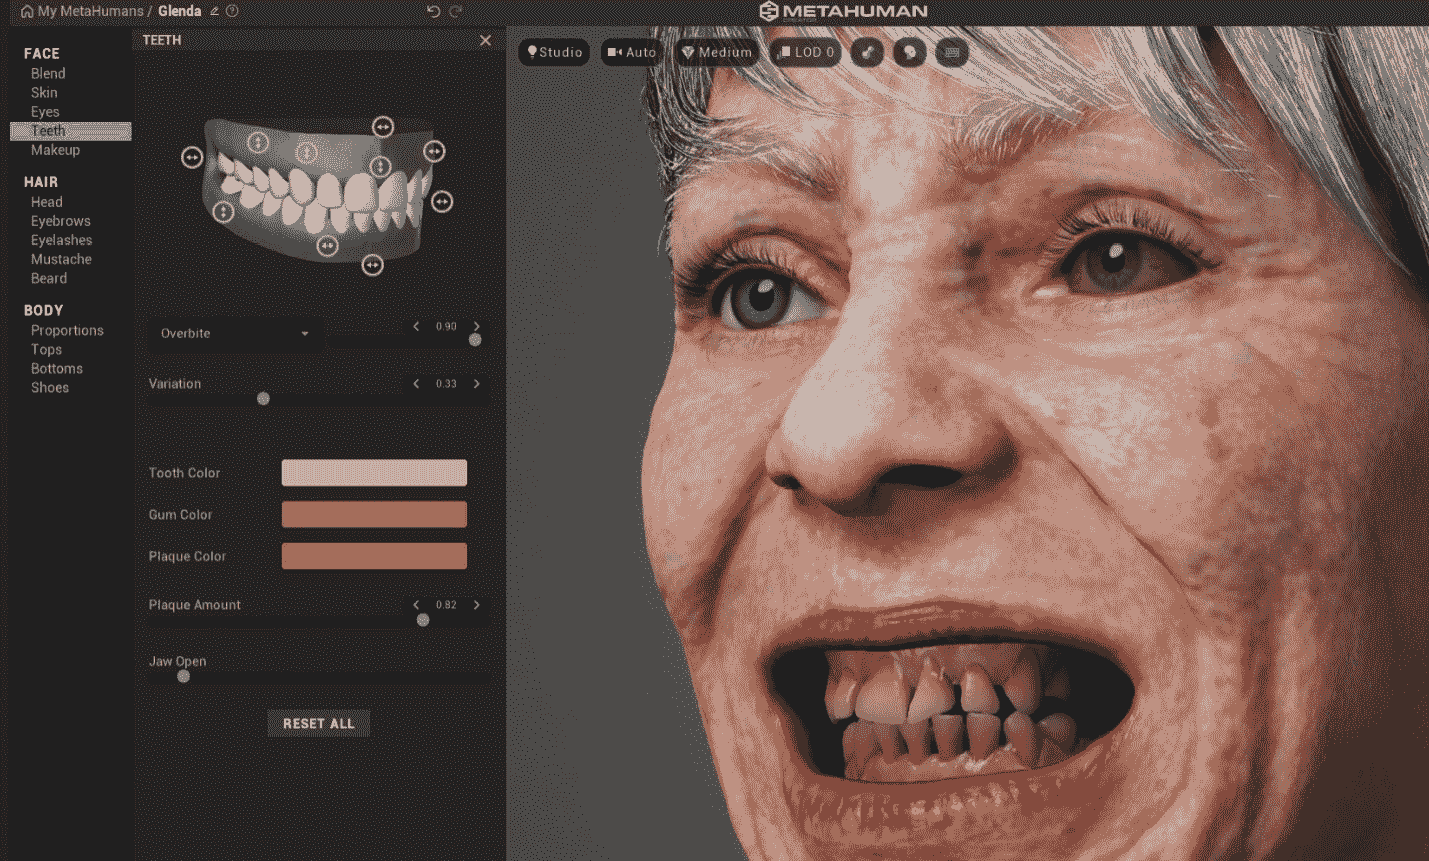 My MetaHumans / Glenda
METAHUMAN
CREATOR
TEETH
Studio
Auto
Medium
LOD 0
FACE
Blend
Skin
Eyes
Teeth
Makeup
HAIR
Head
Eyebrows
Eyelashes
Mustache
Beard
BODY
Proportions
Tops
Bottoms
Shoes
Overbite
0.90
Variation
0.33
Tooth Color
Gum Color
Plaque Color
Plaque Amount
0.82
Jaw Open
RESET ALL